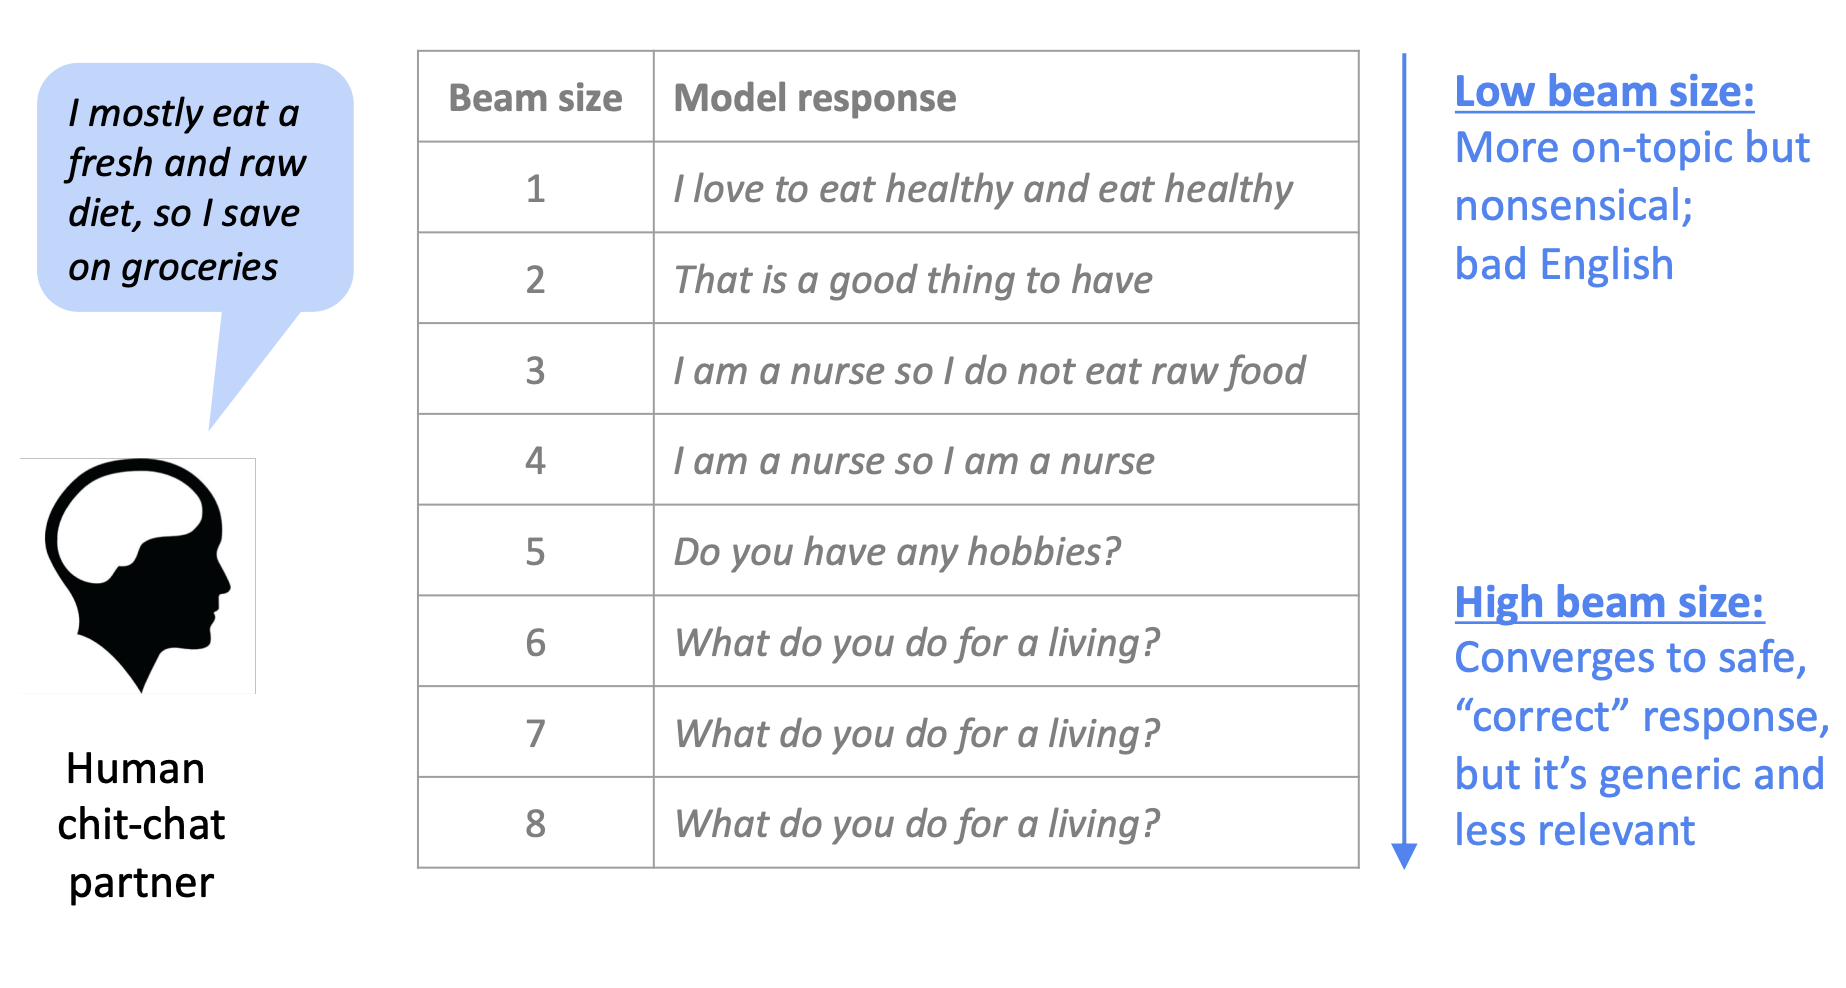 I mostly eat a
fresh and raw
diet, so I save
on groceries
Human
chit-chat
partner
Beam size Model response
1 I love to eat healthy and eat healthy
2 That is a good thing to have
3 I am a nurse so I do not eat raw food
4 I am a nurse so I am a nurse
5 Do you have any hobbies?
6 What do you do for a living?
7 What do you do for a living?
8 What do you do for a living?
Low beam size:
More on-topic but
nonsensical;
bad English
High beam size:
Converges to safe,
“correct” response,
but it’s generic and
less relevant